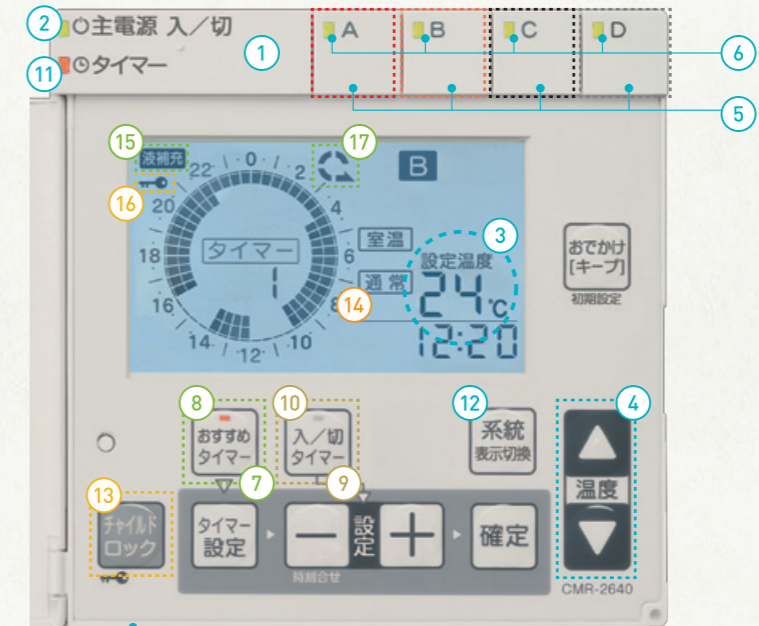 ② 主電源 入／切
① A B C D ⑥
⑪ タイマー
⑤
⑮ 液補充 ⑰ B
⑯
0 2 4 6 8 10 12 14 16 18 20 22
タイマー
1
室温
③
設定温度
通常
24℃
⑭
12:20
おでかけ
[キープ]
初期設定
⑧ ⑩ ⑫ ④
おすすめ
タイマー
入／切
タイマー
系統
表示切換
温度
⑦ ⑨
⑬
チャイルド
ロック
タイマー
設定
設定
確定
時刻合せ
CMR-2640